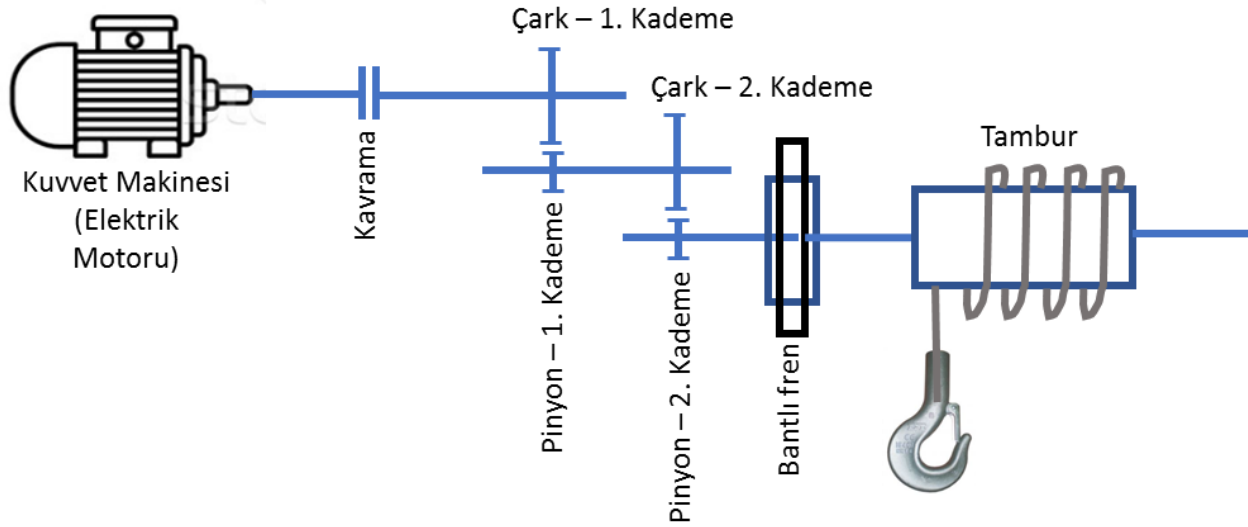 Çark – 1. Kademe
Çark – 2. Kademe
Tambur
Kuvvet Makinesi
(Elektrik
Motoru)
Kavrama
Pinyon – 1. Kademe
Pinyon – 2. Kademe
Bantlı fren